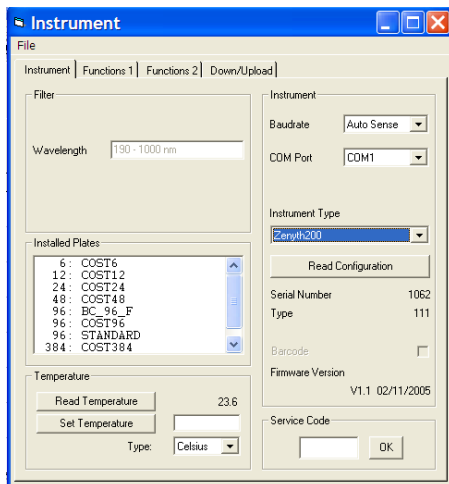 Instrument
File
Instrument Functions 1 Functions 2 Down/Upload
Filter
Wavelength 190 - 1000 nm
Installed Plates
6: COST6
12: COST12
24: COST24
48: COST48
96: BC_96_F
96: COST96
96: STANDARD
384: COST384
Temperature
Read Temperature 23.6
Set Temperature
Type: Celsius
Instrument
Baudrate Auto Sense
COM Port COM1
Instrument Type
Zenyth200
Read Configuration
Serial Number 1062
Type 111
Barcode
Firmware Version
V1.1 02/11/2005
Service Code
OK